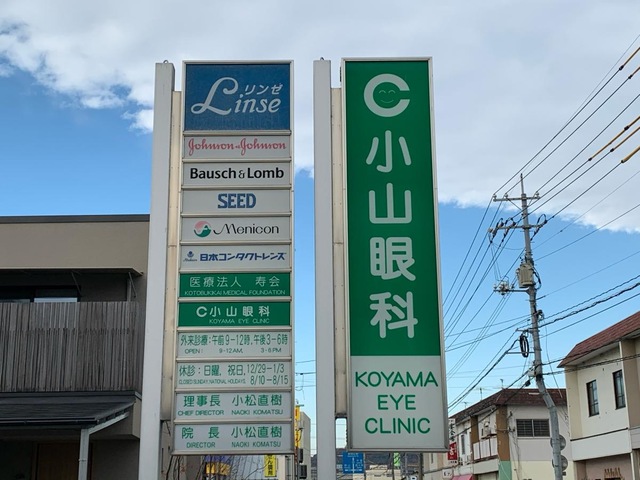 リンゼ
Linse
Johnson & Johnson
Bausch & Lomb
SEED
Menicon
日本コンタクトレンズ
医療法人 寿会
KOTOBUKIKAI MEDICAL FOUNDATION
小山眼科
KOYAMA EYE CLINIC
外来診療:午前9-12時,午後3-6時
OPEN: 9-12AM, 3-6PM
休診:日曜, 祝日, 12/29-1/3
CLOSED:SUNDAY, NATIONAL HOLIDAYS, 8/10-8/15
理事長 小松直樹
CHIEF DIRECTOR NAOKI KOMATSU
院 長 小松直樹
DIRECTOR NAOKI KOMATSU
小山眼科
KOYAMA
EYE
CLINIC